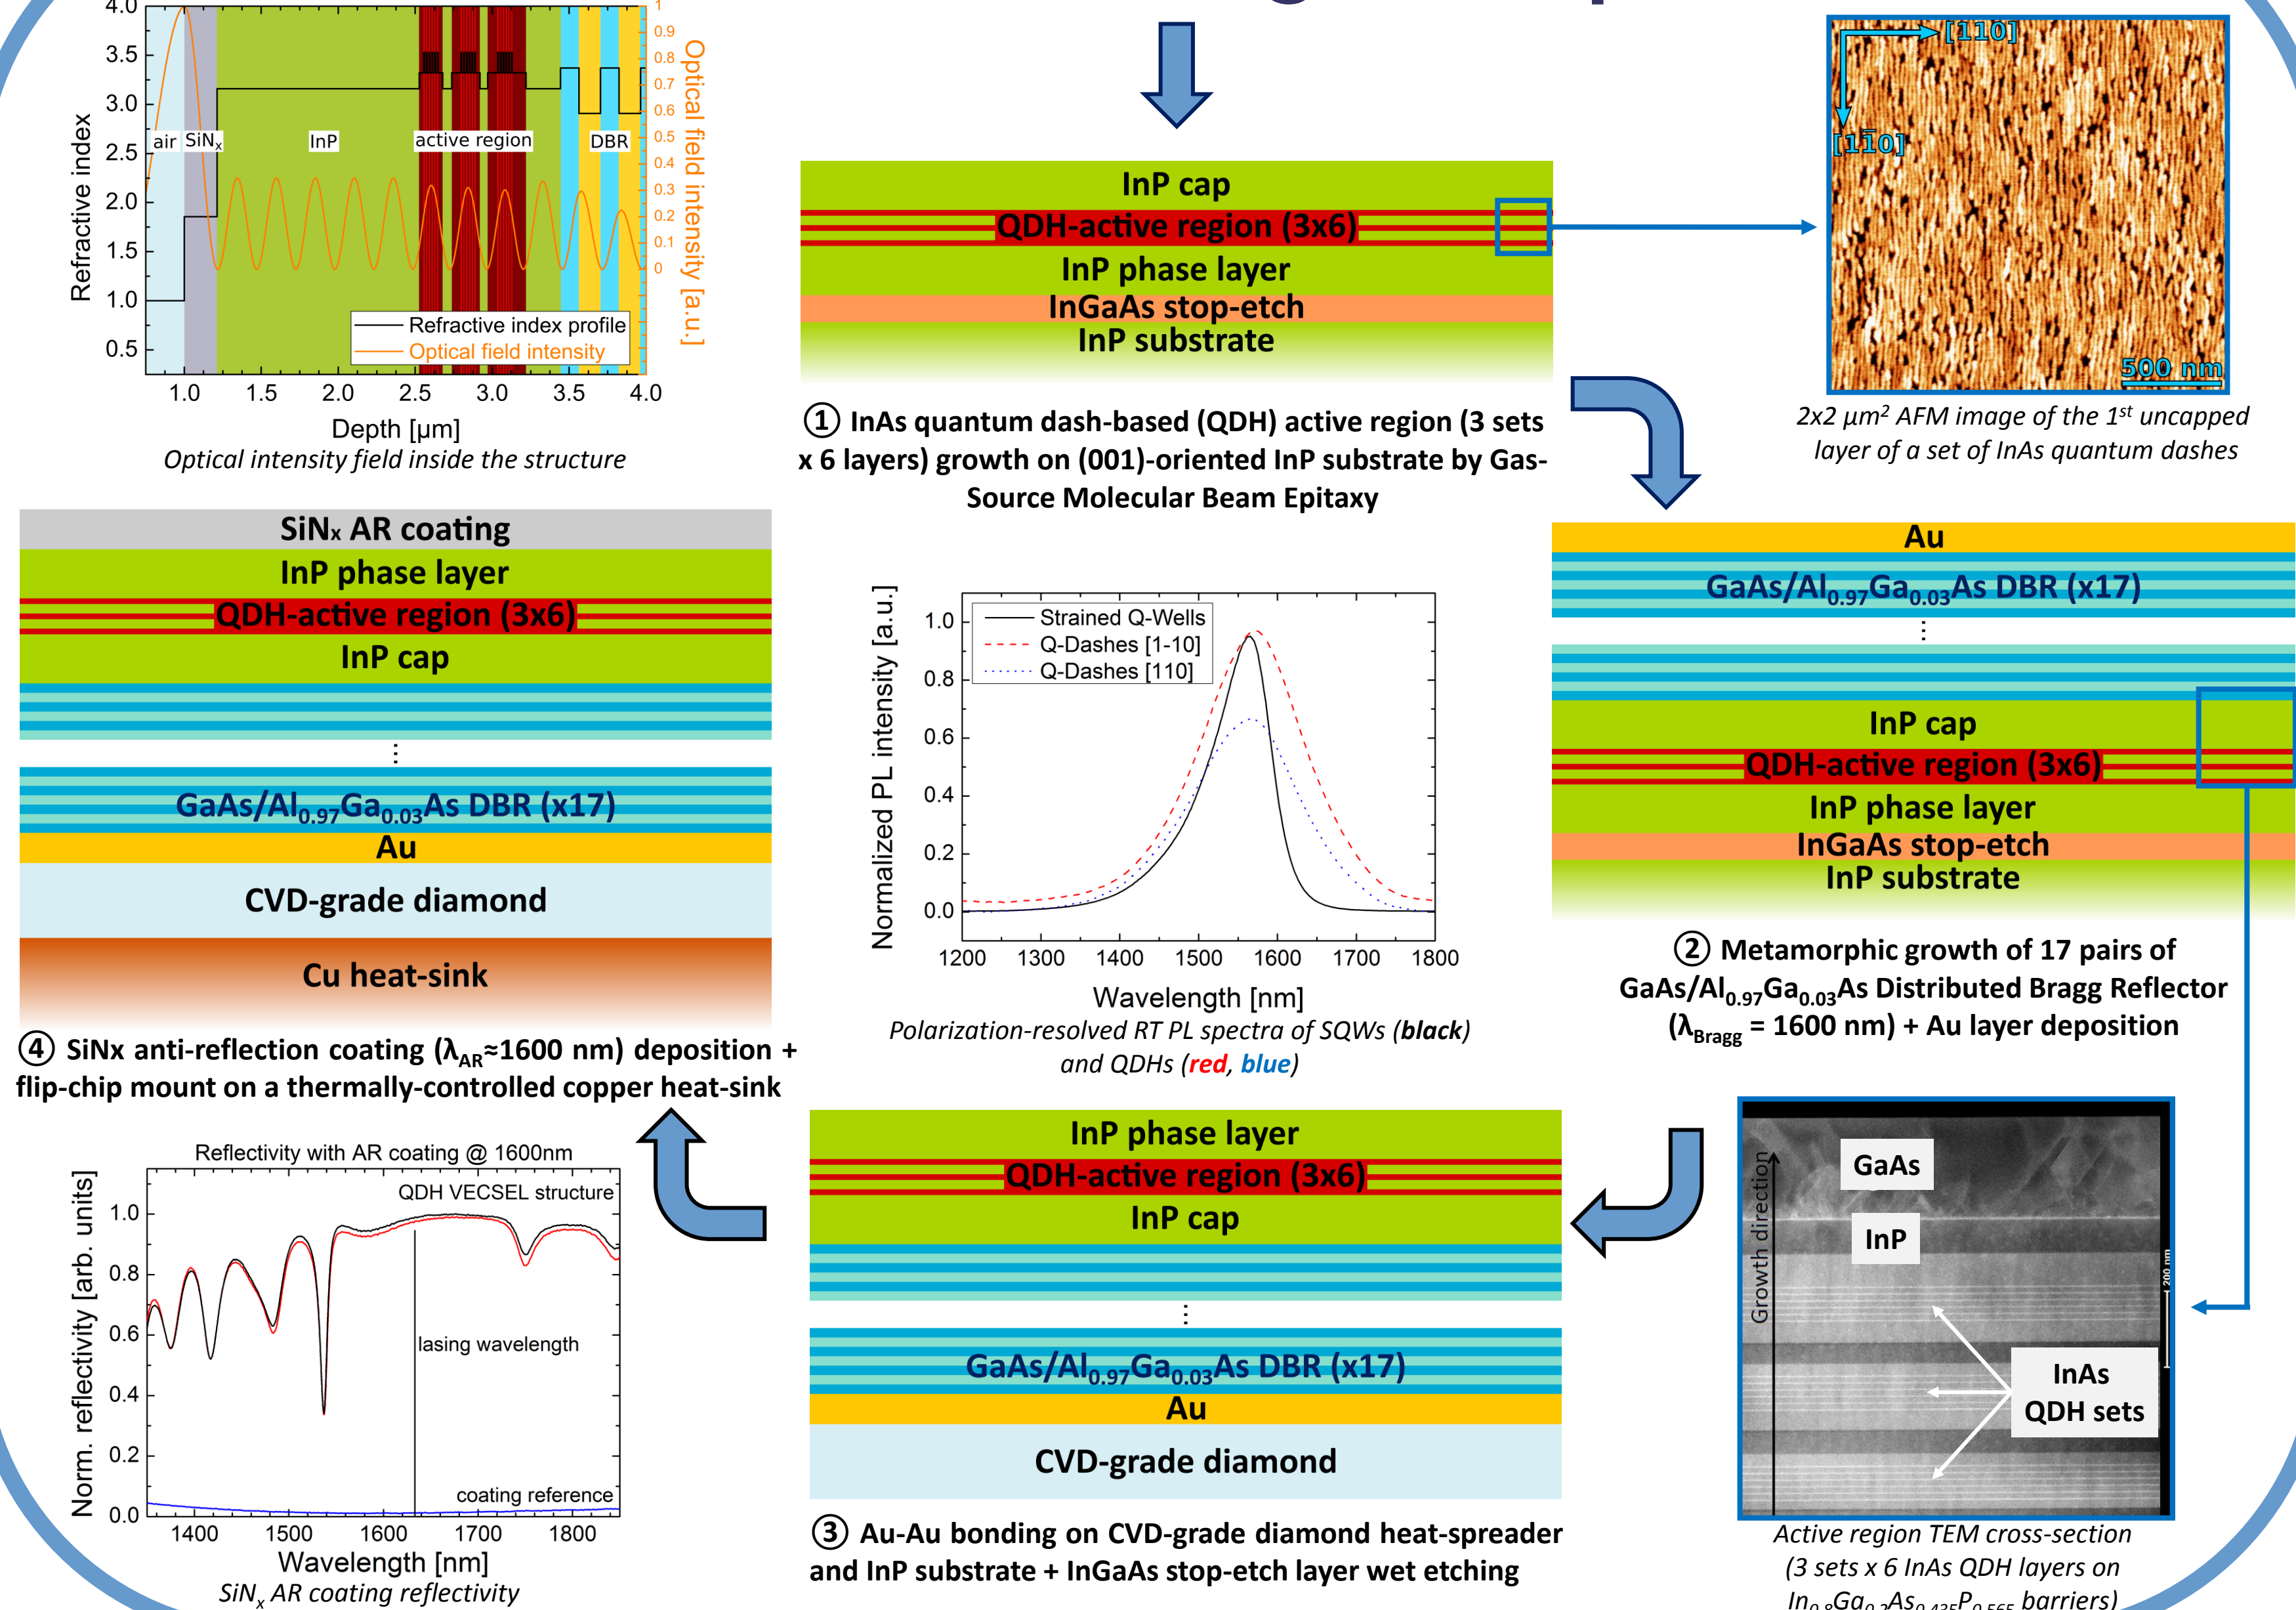 4.0
3.5
3.0
2.5
2.0
1.5
1.0
0.5
Refractive index
1
0.9
0.8
0.7
0.6
0.5
0.4
0.3
0.2
0.1
0
Optical field intensity [a.u.]
air SiNx InP active region DBR
Refractive index profile
Optical field intensity
1.0 1.5 2.0 2.5 3.0 3.5 4.0
Depth [µm]
Optical intensity field inside the structure
InP cap
QDH-active region (3x6)
InP phase layer
InGaAs stop-etch
InP substrate
① InAs quantum dash-based (QDH) active region (3 sets
x 6 layers) growth on (001)-oriented InP substrate by Gas-
Source Molecular Beam Epitaxy
[110]
[11̅0]
500 nm
2x2 µm² AFM image of the 1st uncapped
layer of a set of InAs quantum dashes
Au
GaAs/Al0.97Ga0.03As DBR (x17)
⋮
InP cap
QDH-active region (3x6)
InP phase layer
InGaAs stop-etch
InP substrate
② Metamorphic growth of 17 pairs of
GaAs/Al0.97Ga0.03As Distributed Bragg Reflector
(λBragg = 1600 nm) + Au layer deposition
Growth direction
GaAs
InP
200 nm
InAs
QDH sets
Active region TEM cross-section
(3 sets x 6 InAs QDH layers on
In0.8Ga0.2As0.435P0.565 barriers)
Normalized PL intensity [a.u.]
1.0
0.8
0.6
0.4
0.2
0.0
Strained Q-Wells
Q-Dashes [1-10]
Q-Dashes [110]
1200 1300 1400 1500 1600 1700 1800
Wavelength [nm]
Polarization-resolved RT PL spectra of SQWs (black)
and QDHs (red, blue)
InP phase layer
QDH-active region (3x6)
InP cap
⋮
GaAs/Al0.97Ga0.03As DBR (x17)
Au
CVD-grade diamond
③ Au-Au bonding on CVD-grade diamond heat-spreader
and InP substrate + InGaAs stop-etch layer wet etching
SiNx AR coating
InP phase layer
QDH-active region (3x6)
InP cap
⋮
GaAs/Al0.97Ga0.03As DBR (x17)
Au
CVD-grade diamond
Cu heat-sink
④ SiNx anti-reflection coating (λAR≈1600 nm) deposition +
flip-chip mount on a thermally-controlled copper heat-sink
Reflectivity with AR coating @ 1600nm
Norm. reflectivity [arb. units]
1.0
0.8
0.6
0.4
0.2
0.0
QDH VECSEL structure
lasing wavelength
coating reference
1400 1500 1600 1700 1800
Wavelength [nm]
SiNx AR coating reflectivity